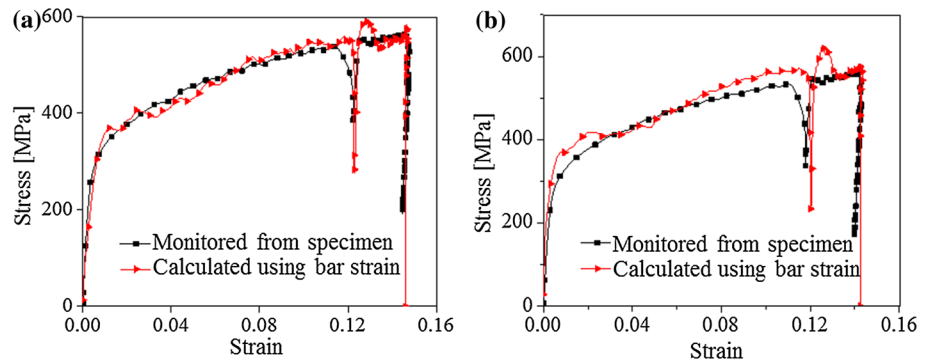 (a)
600
400
200
0
Stress [MPa]
Monitored from specimen
Calculated using bar strain
0.00 0.04 0.08 0.12 0.16
Strain
(b)
600
400
200
0
Stress [MPa]
Monitored from specimen
Calculated using bar strain
0.00 0.04 0.08 0.12 0.16
Strain